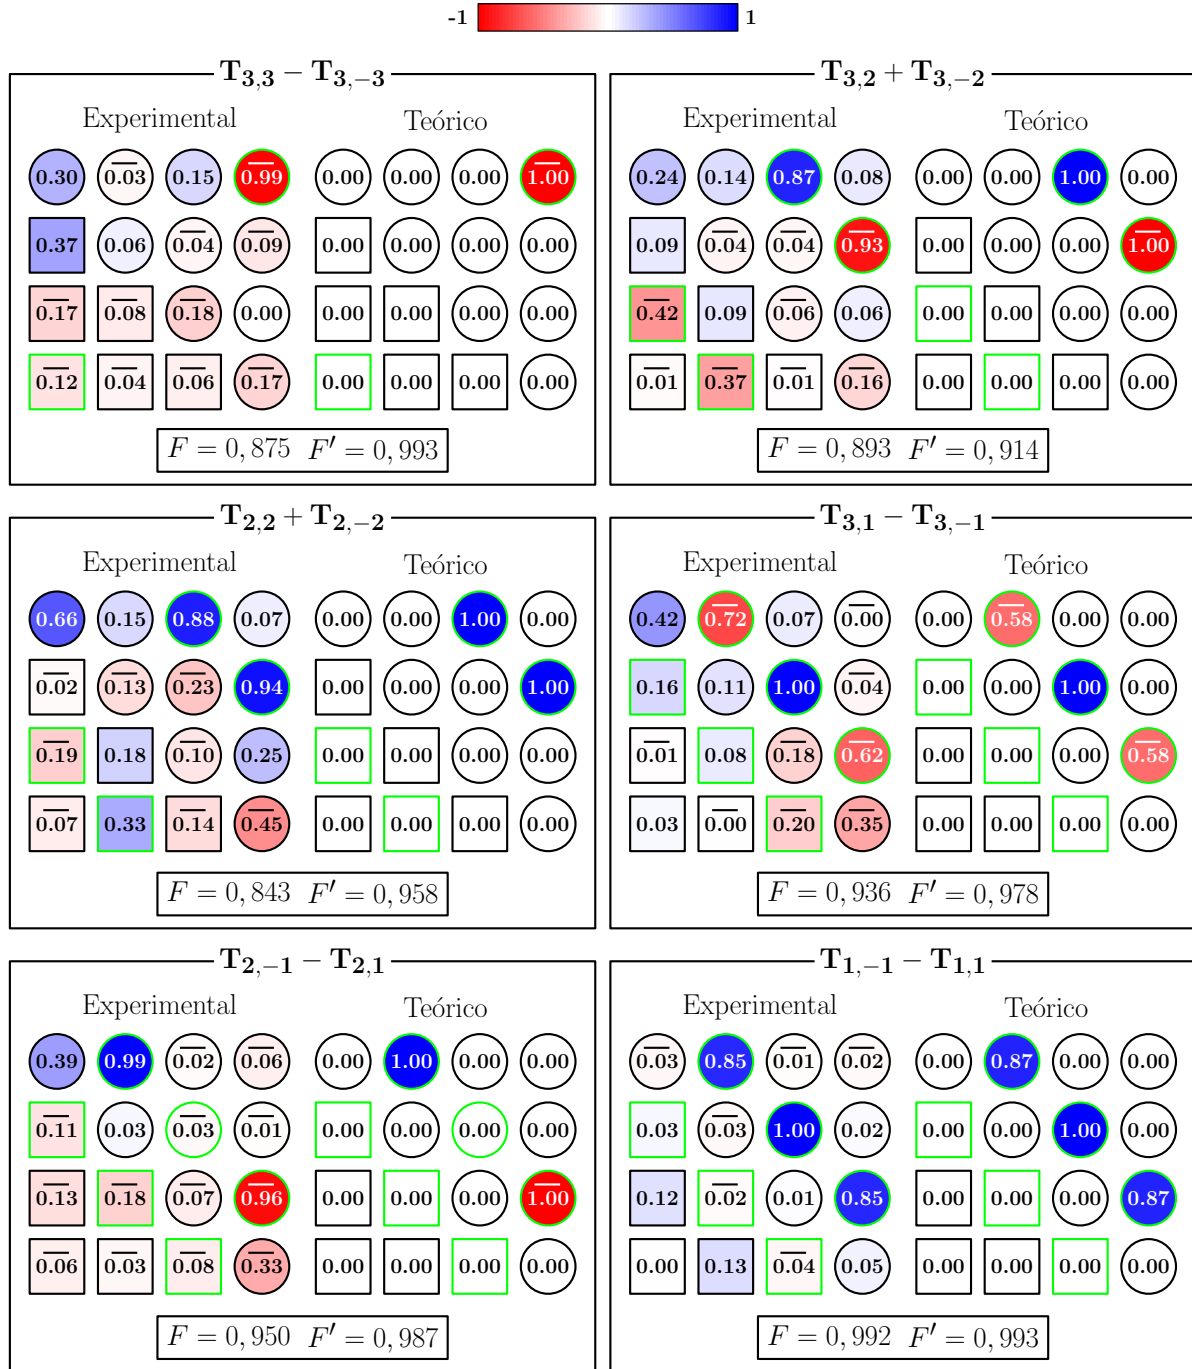 -1 1
T3,3 − T3,−3
Experimental Teórico
0.30 0̅.03 0.15 0̅.99 0.00 0.00 0.00 1̅.00
0.37 0.06 0̅.04 0̅.09 0.00 0.00 0.00 0.00
0̅.17 0̅.08 0̅.18 0.00 0.00 0.00 0.00 0.00
0̅.12 0̅.04 0̅.06 0̅.17 0.00 0.00 0.00 0.00
F = 0,875 F′ = 0,993
T3,2 + T3,−2
Experimental Teórico
0.24 0.14 0.87 0.08 0.00 0.00 1.00 0.00
0.09 0̅.04 0̅.04 0̅.93 0.00 0.00 0.00 1̅.00
0̅.42 0.09 0̅.06 0.06 0.00 0.00 0.00 0.00
0̅.01 0̅.37 0̅.01 0̅.16 0.00 0.00 0.00 0.00
F = 0,893 F′ = 0,914
T2,2 + T2,−2
Experimental Teórico
0.66 0.15 0.88 0.07 0.00 0.00 1.00 0.00
0̅.02 0̅.13 0̅.23 0.94 0.00 0.00 0.00 1.00
0̅.19 0.18 0̅.10 0.25 0.00 0.00 0.00 0.00
0̅.07 0.33 0̅.14 0̅.45 0.00 0.00 0.00 0.00
F = 0,843 F′ = 0,958
T3,1 − T3,−1
Experimental Teórico
0.42 0̅.72 0.07 0̅.00 0.00 0̅.58 0.00 0.00
0.16 0.11 1.00 0̅.04 0.00 0.00 1.00 0.00
0̅.01 0.08 0̅.18 0̅.62 0.00 0.00 0.00 0̅.58
0.03 0̅.00 0̅.20 0̅.35 0.00 0.00 0.00 0.00
F = 0,936 F′ = 0,978
T2,−1 − T2,1
Experimental Teórico
0.39 0.99 0̅.02 0̅.06 0.00 1.00 0.00 0.00
0̅.11 0.03 0̅.03 0̅.01 0.00 0.00 0.00 0.00
0̅.13 0̅.18 0̅.07 0̅.96 0.00 0.00 0.00 1̅.00
0̅.06 0̅.03 0̅.08 0̅.33 0.00 0.00 0.00 0.00
F = 0,950 F′ = 0,987
T1,−1 − T1,1
Experimental Teórico
0̅.03 0.85 0̅.01 0̅.02 0.00 0.87 0.00 0.00
0.03 0̅.03 1.00 0.02 0.00 0.00 1.00 0.00
0.12 0̅.02 0.01 0.85 0.00 0.00 0.00 0.87
0.00 0.13 0̅.04 0.05 0.00 0.00 0.00 0.00
F = 0,992 F′ = 0,993